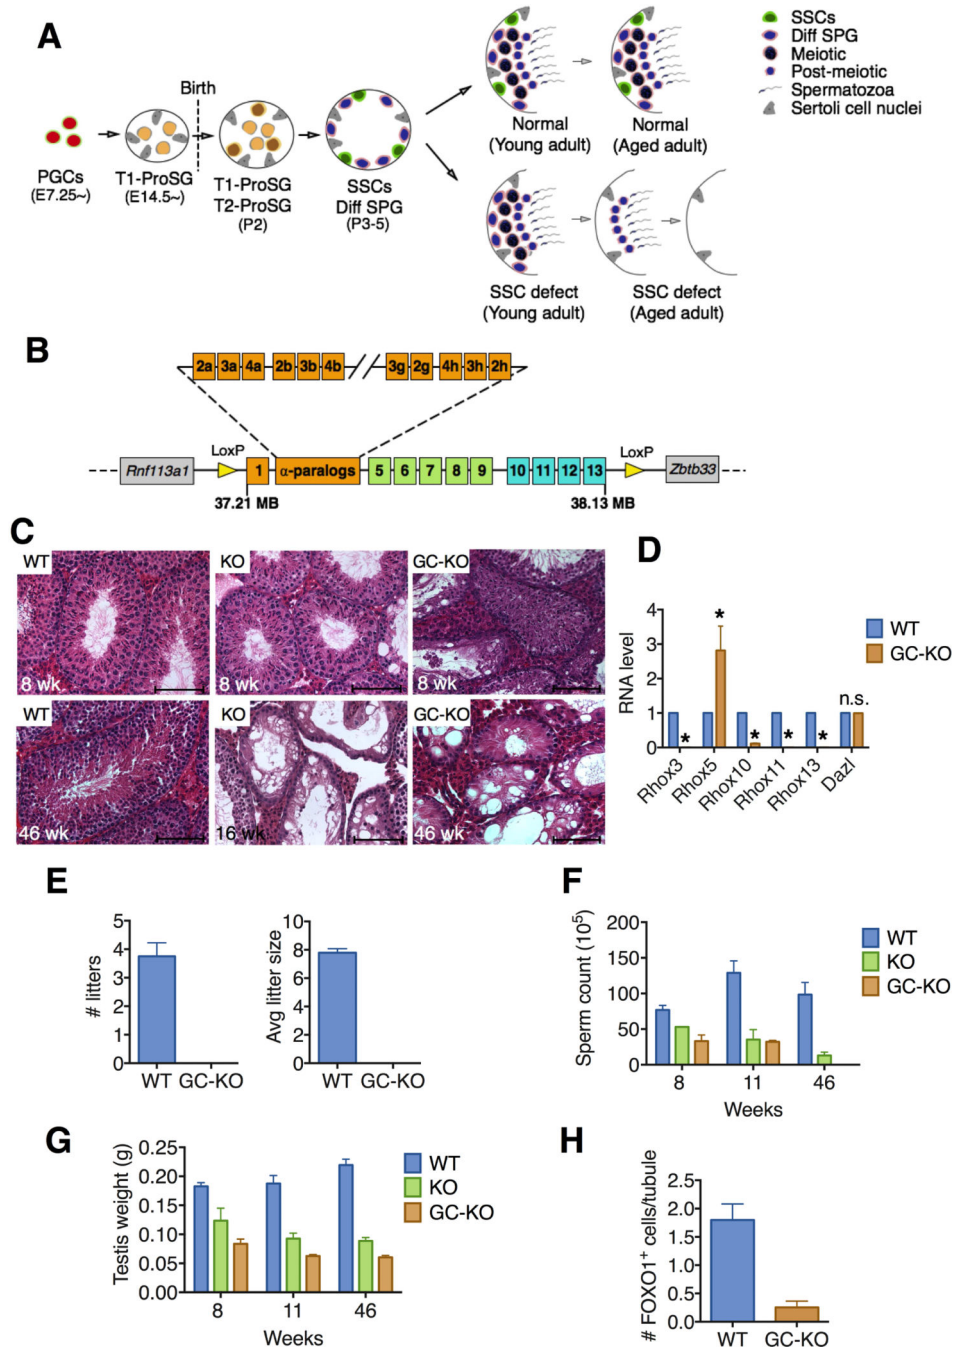 A
PGCs
(E7.25~)
Birth
T1-ProSG
(E14.5~)
T1-ProSG
T2-ProSG
(P2)
SSCs
Diff SPG
(P3-5)
Normal
(Young adult)
Normal
(Aged adult)
SSC defect
(Young adult)
SSC defect
(Aged adult)
SSCs
Diff SPG
Meiotic
Post-meiotic
Spermatozoa
Sertoli cell nuclei
B
2a 3a 4a 2b 3b 4b 3g 2g 4h 3h 2h
Rnf113a1 LoxP 1 α-paralogs 5 6 7 8 9 10 11 12 13 LoxP Zbtb33
37.21 MB 38.13 MB
C
WT
8 wk
KO
8 wk
GC-KO
8 wk
WT
46 wk
KO
16 wk
GC-KO
46 wk
D
RNA level
4
3
2
1
0
* * * * * n.s.
Rhox3 Rhox5 Rhox10 Rhox11 Rhox13 Dazl
WT
GC-KO
E
# litters
5
4
3
2
1
0
WT GC-KO
Avg litter size
10
8
6
4
2
0
WT GC-KO
F
Sperm count (10⁵)
200
150
100
50
0
8 11 46
Weeks
WT
KO
GC-KO
G
Testis weight (g)
0.25
0.20
0.15
0.10
0.05
0.00
8 11 46
Weeks
WT
KO
GC-KO
H
# FOXO1⁺ cells/tubule
2.5
2.0
1.5
1.0
0.5
0.0
WT GC-KO